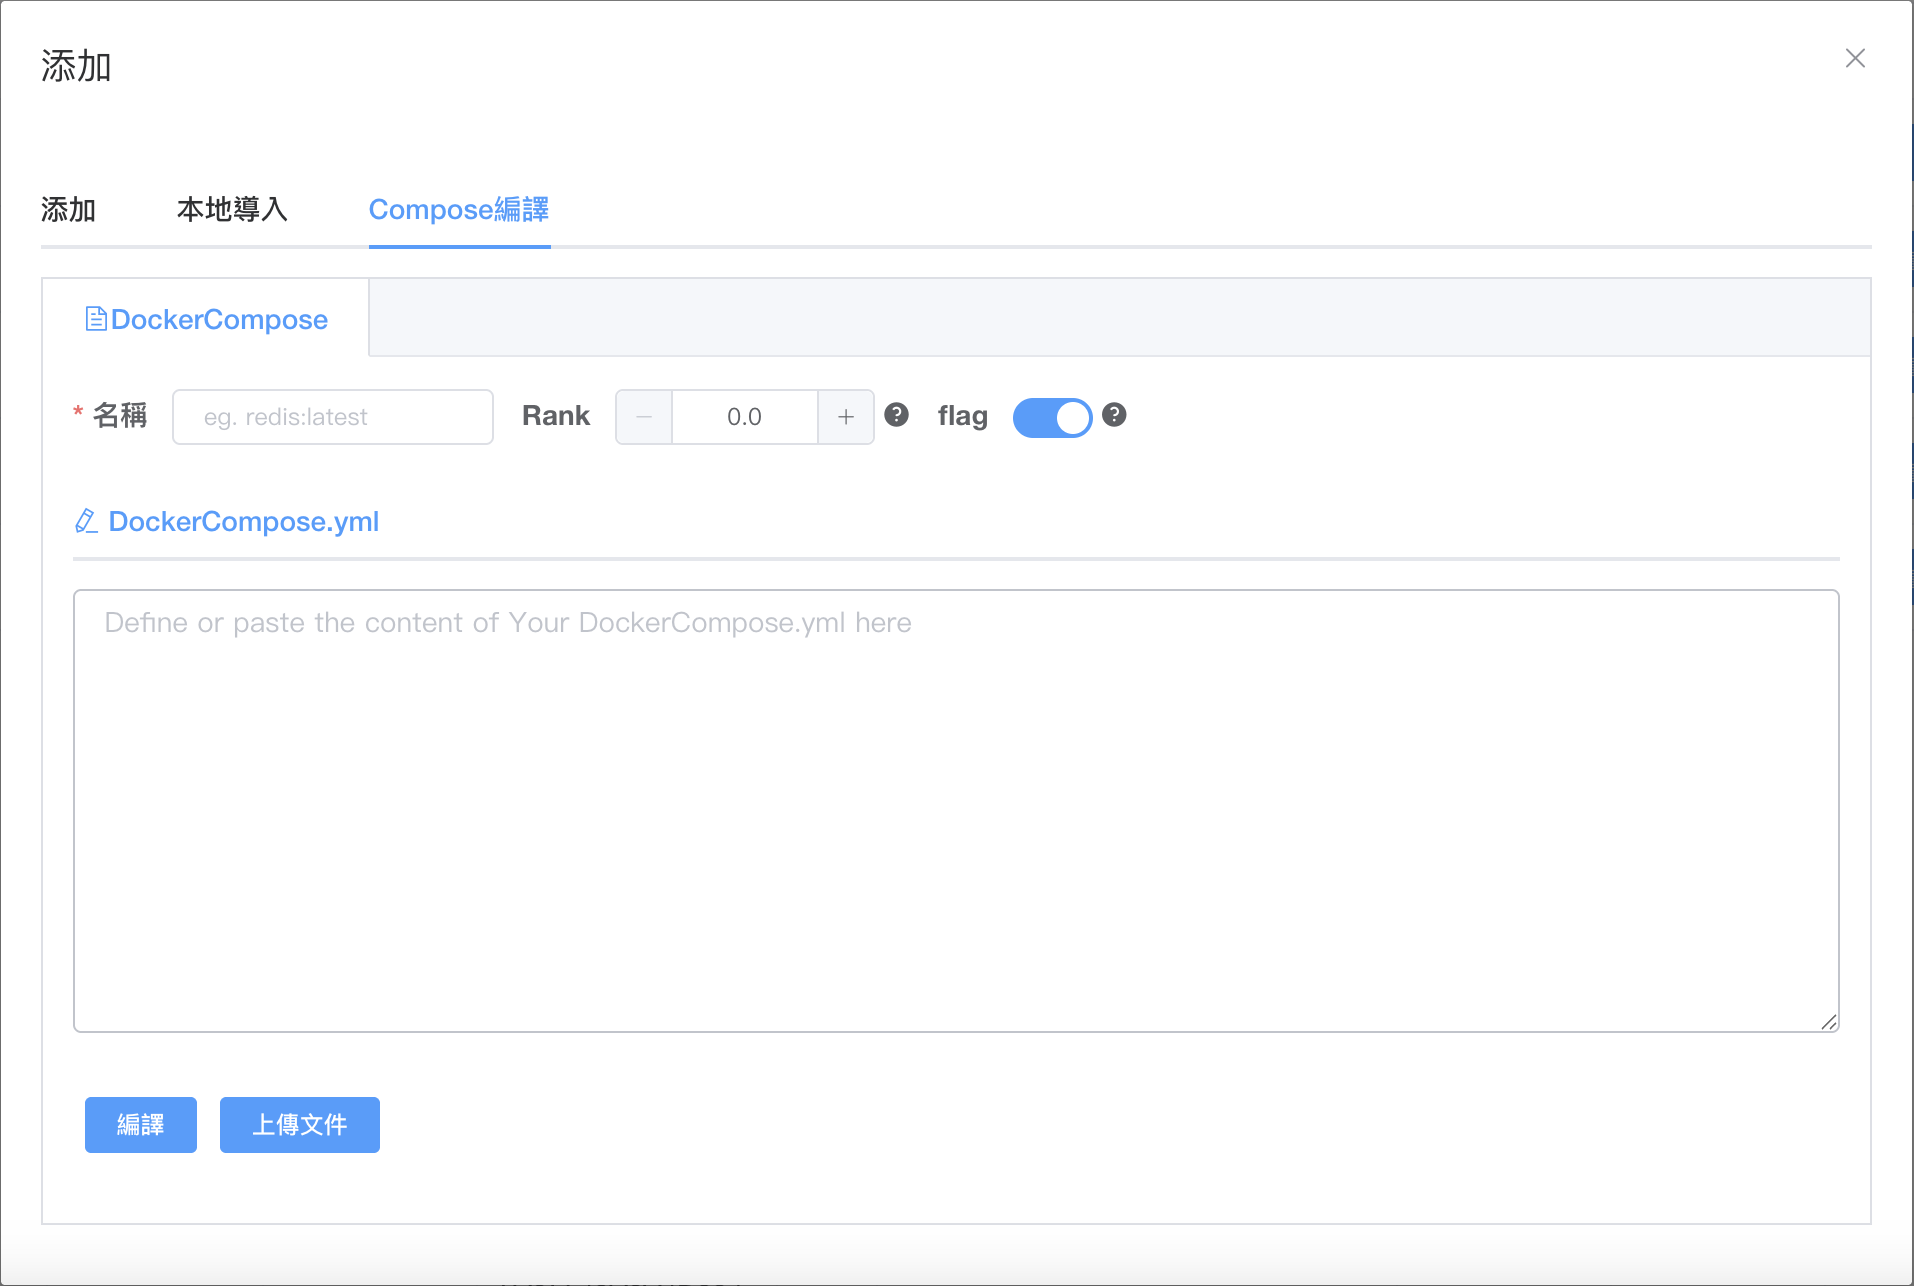 添加
添加 本地導入 Compose編譯
DockerCompose
* 名稱 eg. redis:latest Rank − 0.0 + ? flag ?
DockerCompose.yml
Define or paste the content of Your DockerCompose.yml here
編譯 上傳文件